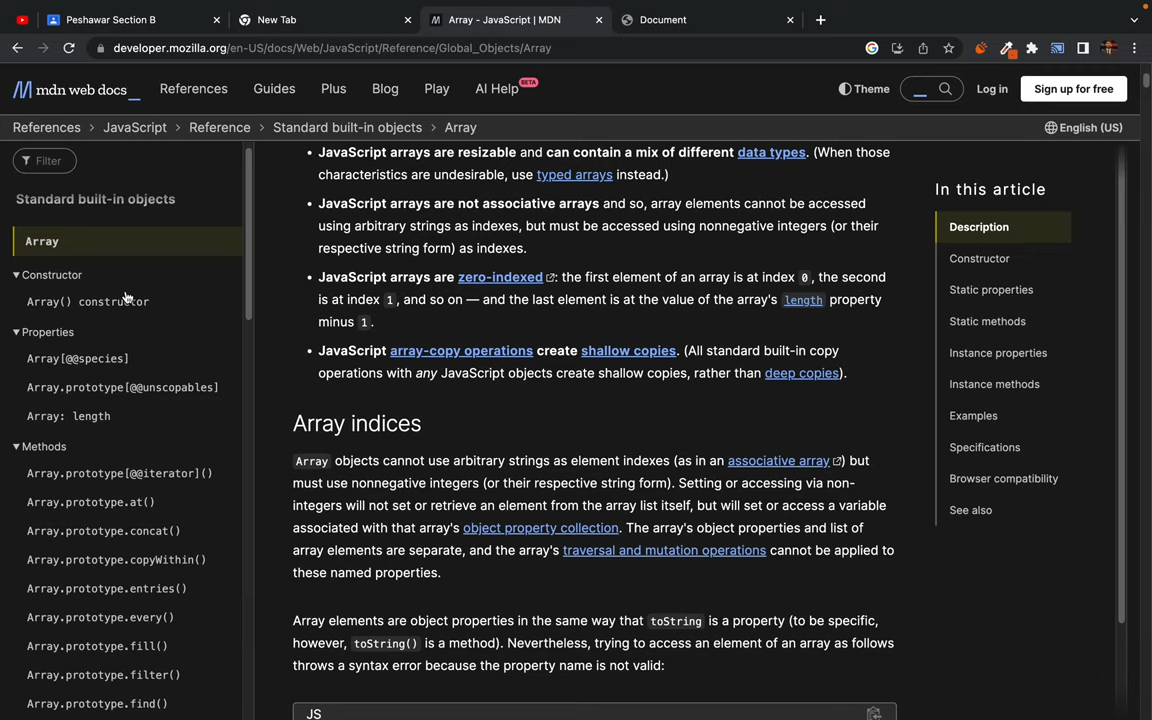 Peshawar Section B
New Tab
Array - JavaScript | MDN
Document
developer.mozilla.org/en-US/docs/Web/JavaScript/Reference/Global_Objects/Array
mdn web docs_
References
Guides
Plus
Blog
Play
AI Help
BETA
Theme
Log in
Sign up for free
References
JavaScript
Reference
Standard built-in objects
Array
English (US)
Filter
Standard built-in objects
Array
Constructor
Array() constructor
Properties
Array[@@species]
Array.prototype[@@unscopables]
Array: length
Methods
Array.prototype[@@iterator]()
Array.prototype.at()
Array.prototype.concat()
Array.prototype.copyWithin()
Array.prototype.entries()
Array.prototype.every()
Array.prototype.fill()
Array.prototype.filter()
Array.prototype.find()
• JavaScript arrays are resizable and can contain a mix of different data types. (When those
characteristics are undesirable, use typed arrays instead.)
• JavaScript arrays are not associative arrays and so, array elements cannot be accessed
using arbitrary strings as indexes, but must be accessed using nonnegative integers (or their
respective string form) as indexes.
• JavaScript arrays are zero-indexed: the first element of an array is at index 0, the second
is at index 1, and so on — and the last element is at the value of the array's length property
minus 1.
• JavaScript array-copy operations create shallow copies. (All standard built-in copy
operations with any JavaScript objects create shallow copies, rather than deep copies).
Array indices
Array objects cannot use arbitrary strings as element indexes (as in an associative array) but
must use nonnegative integers (or their respective string form). Setting or accessing via non-
integers will not set or retrieve an element from the array list itself, but will set or access a variable
associated with that array's object property collection. The array's object properties and list of
array elements are separate, and the array's traversal and mutation operations cannot be applied to
these named properties.
Array elements are object properties in the same way that toString is a property (to be specific,
however, toString() is a method). Nevertheless, trying to access an element of an array as follows
throws a syntax error because the property name is not valid:
JS
In this article
Description
Constructor
Static properties
Static methods
Instance properties
Instance methods
Examples
Specifications
Browser compatibility
See also